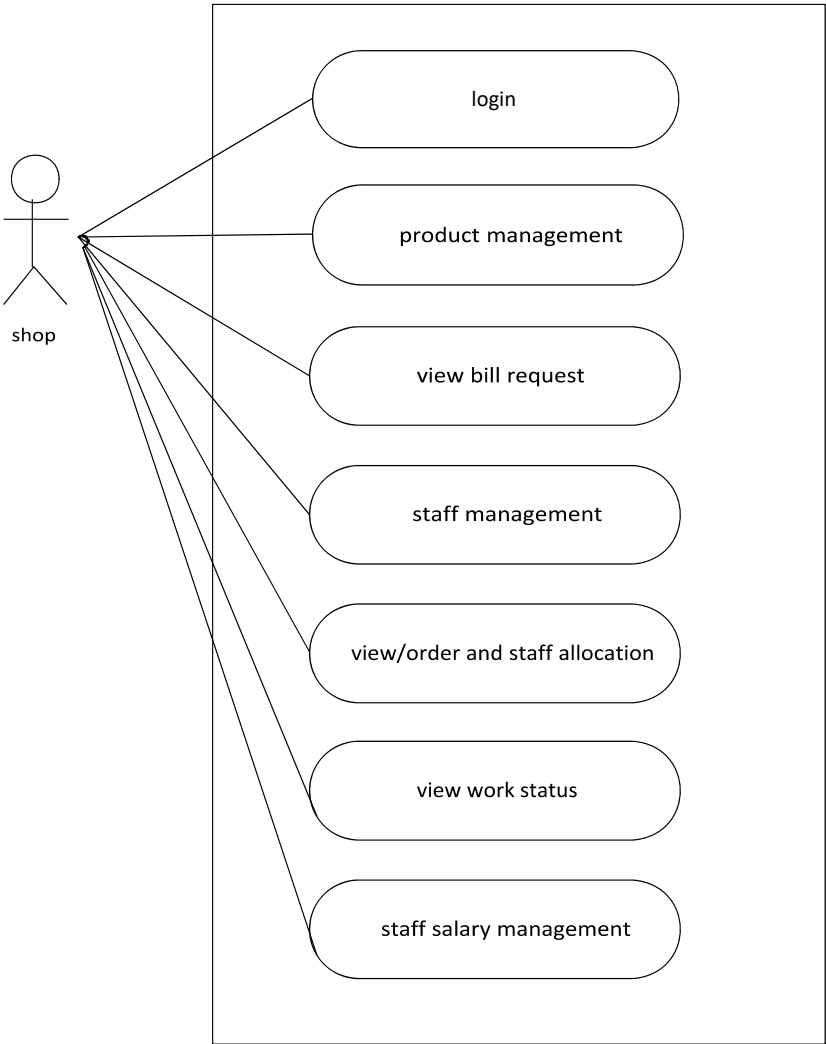 login
product management
shop
view bill request
staff management
view/order and staff allocation
view work status
staff salary management